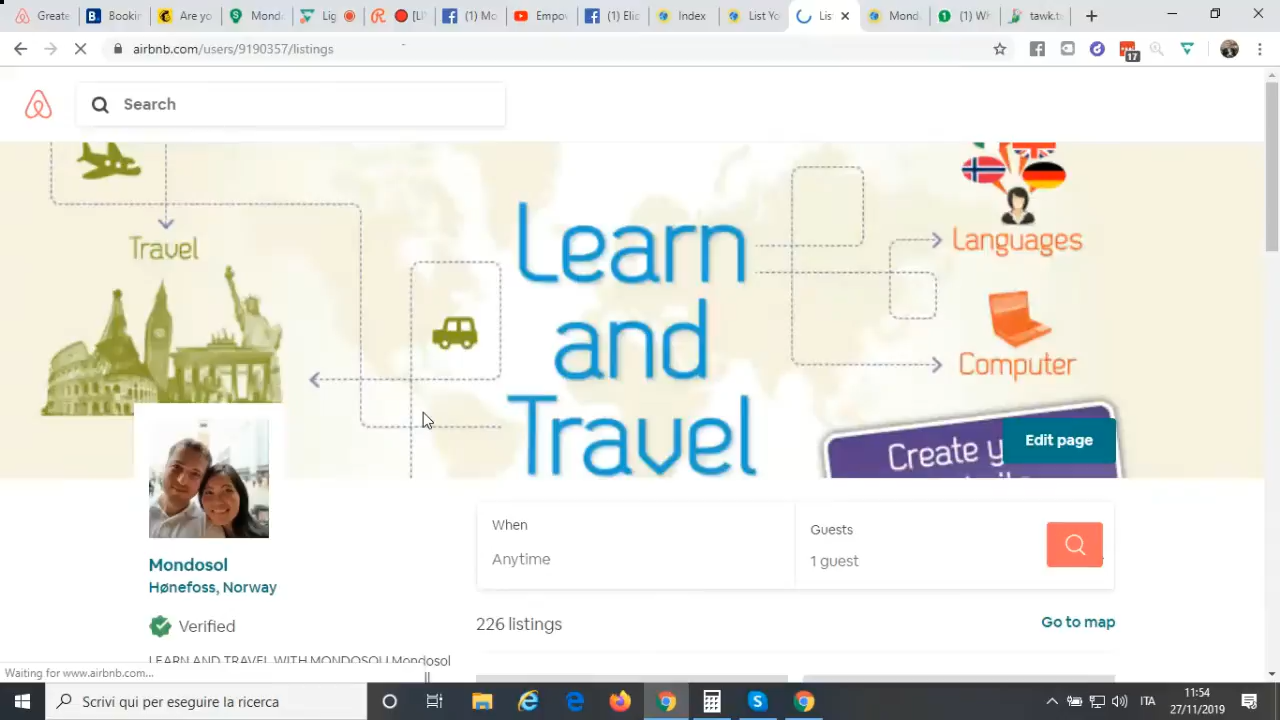 Greate
Bookin
Are yo
Mondo
Lig
[LI
(1) Mo
Empov
(1) Elic
Index
List Yo
Lis
Mond
(1) Wh
tawk.t
airbnb.com/users/9190357/listings
17
Search
Travel
Learn
and
Travel
Languages
Computer
Create y
Edit page
When
Anytime
Guests
1 guest
Mondosol
Hønefoss, Norway
Verified
226 listings
Go to map
LEARN AND TRAVEL WITH MONDOSOL! Mondosol
Waiting for www.airbnb.com...
Scrivi qui per eseguire la ricerca
ITA
11:54
27/11/2019